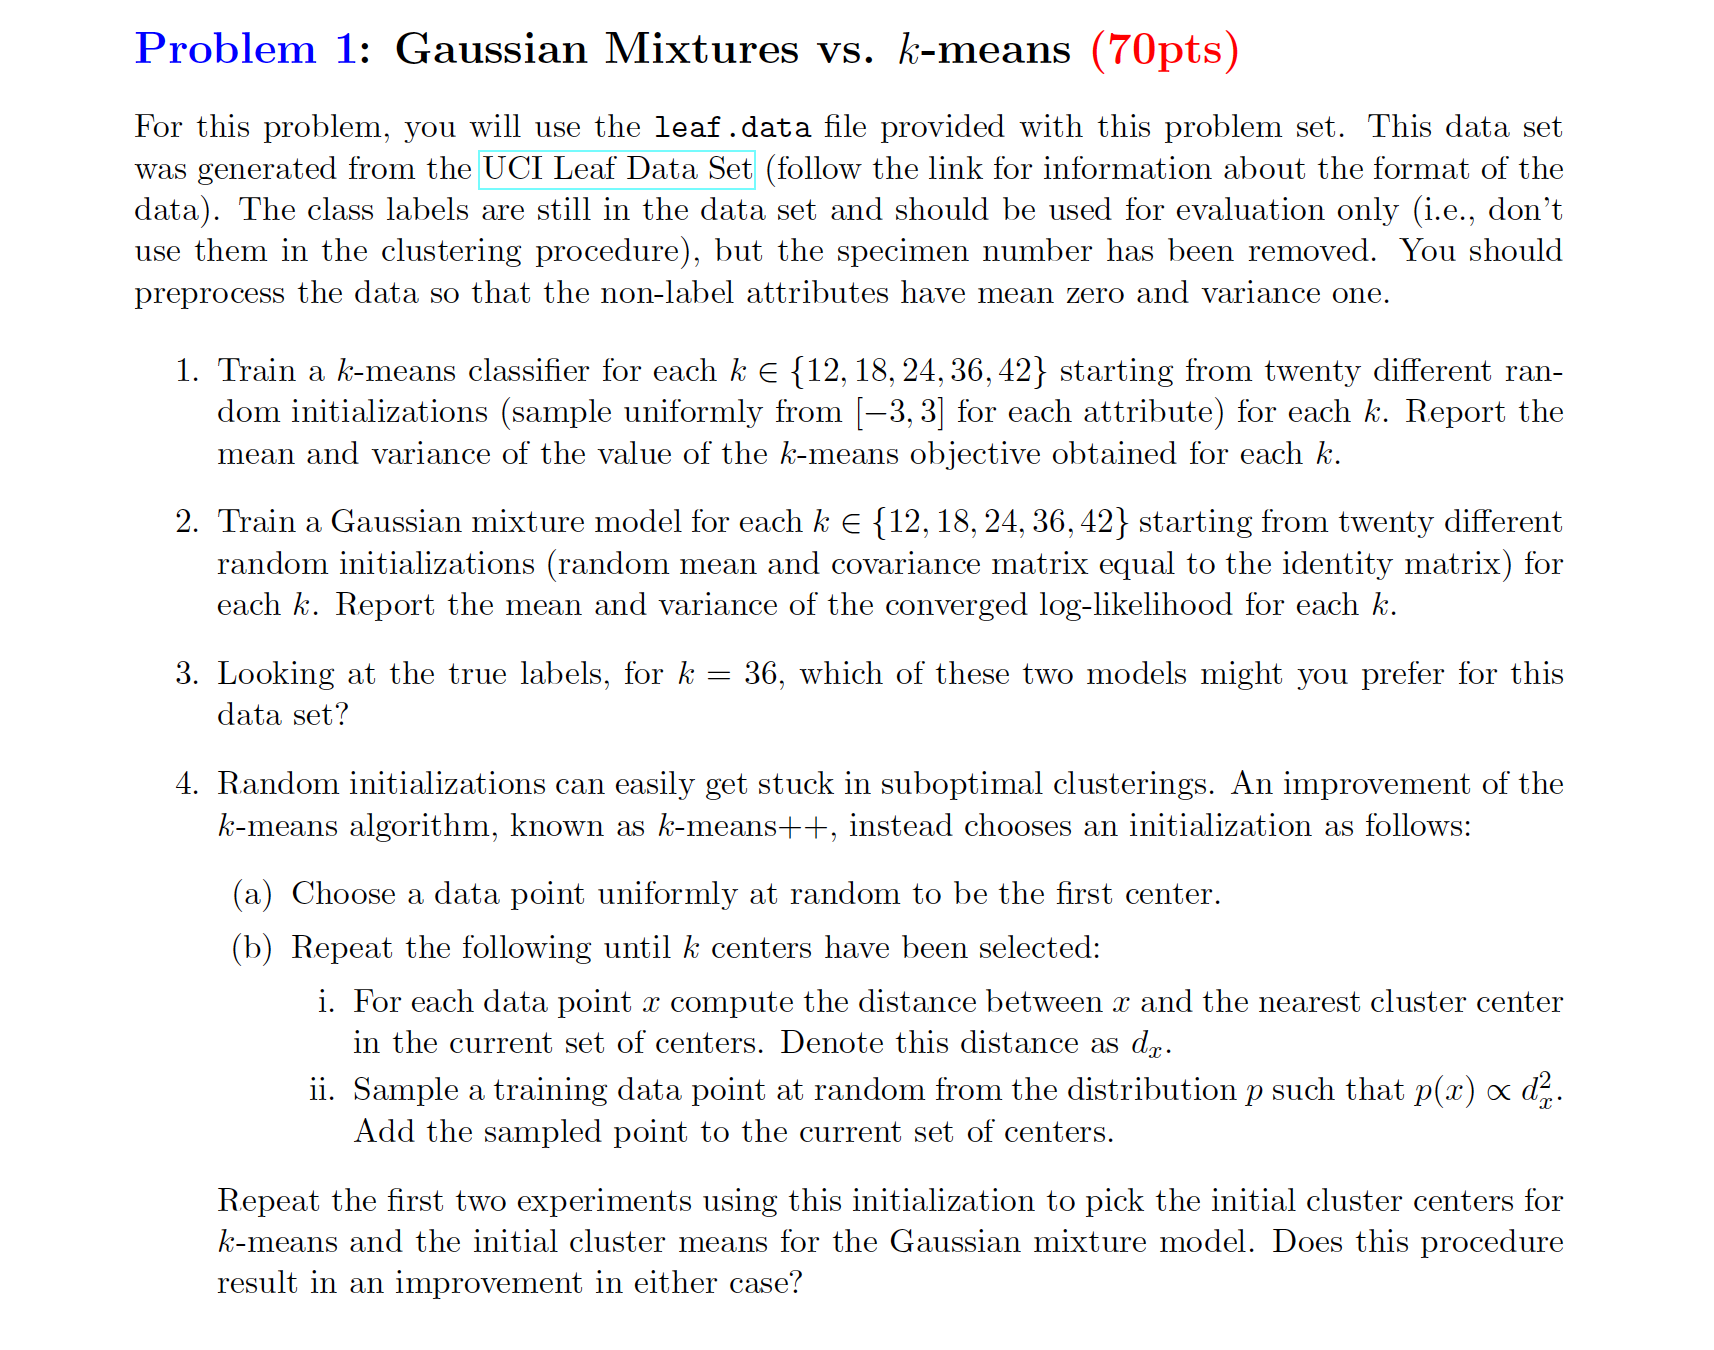 Problem 1: Gaussian Mixtures vs. k-means (70pts)
For this problem, you will use the leaf.data file provided with this problem set. This data set
was generated from the UCI Leaf Data Set (follow the link for information about the format of the
data). The class labels are still in the data set and should be used for evaluation only (i.e., don't
use them in the clustering procedure), but the specimen number has been removed. You should
preprocess the data so that the non-label attributes have mean zero and variance one.
1. Train a k-means classifier for each k ∈ {12, 18, 24, 36, 42} starting from twenty different ran-
dom initializations (sample uniformly from [−3, 3] for each attribute) for each k. Report the
mean and variance of the value of the k-means objective obtained for each k.
2. Train a Gaussian mixture model for each k ∈ {12, 18, 24, 36, 42} starting from twenty different
random initializations (random mean and covariance matrix equal to the identity matrix) for
each k. Report the mean and variance of the converged log-likelihood for each k.
3. Looking at the true labels, for k = 36, which of these two models might you prefer for this
data set?
4. Random initializations can easily get stuck in suboptimal clusterings. An improvement of the
k-means algorithm, known as k-means++, instead chooses an initialization as follows:
(a) Choose a data point uniformly at random to be the first center.
(b) Repeat the following until k centers have been selected:
i. For each data point x compute the distance between x and the nearest cluster center
in the current set of centers. Denote this distance as dₓ.
ii. Sample a training data point at random from the distribution p such that p(x) ∝ dₓ².
Add the sampled point to the current set of centers.
Repeat the first two experiments using this initialization to pick the initial cluster centers for
k-means and the initial cluster means for the Gaussian mixture model. Does this procedure
result in an improvement in either case?